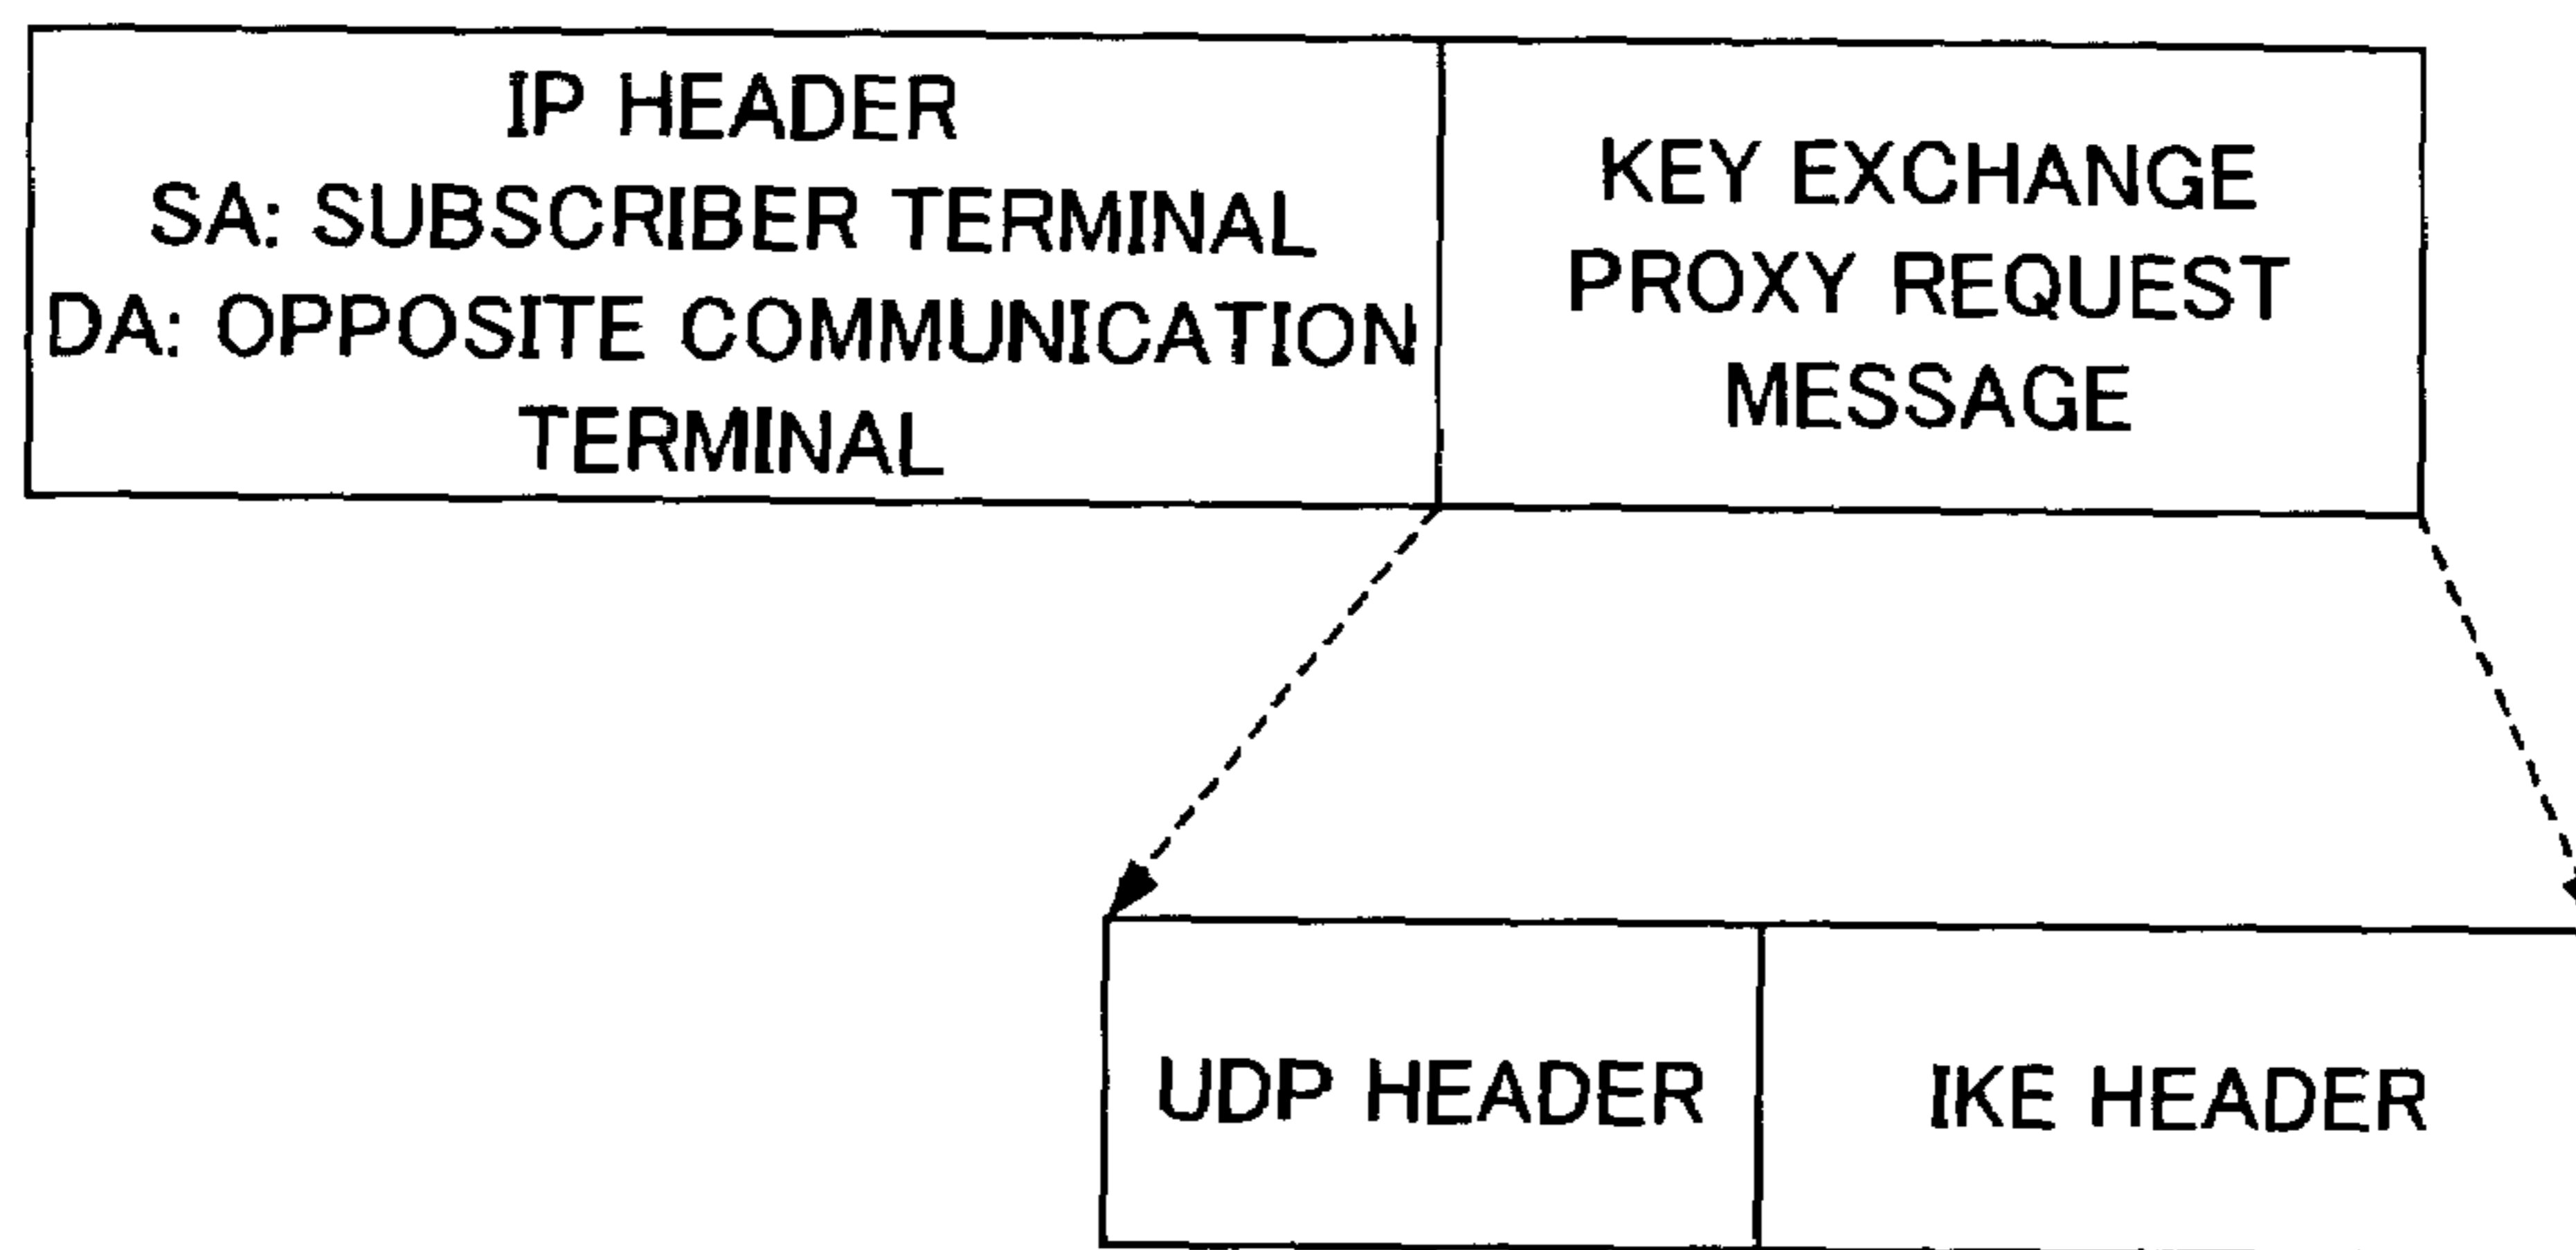 IP HEADER
SA: SUBSCRIBER TERMINAL
DA: OPPOSITE COMMUNICATION
TERMINAL
KEY EXCHANGE
PROXY REQUEST
MESSAGE
UDP HEADER
IKE HEADER